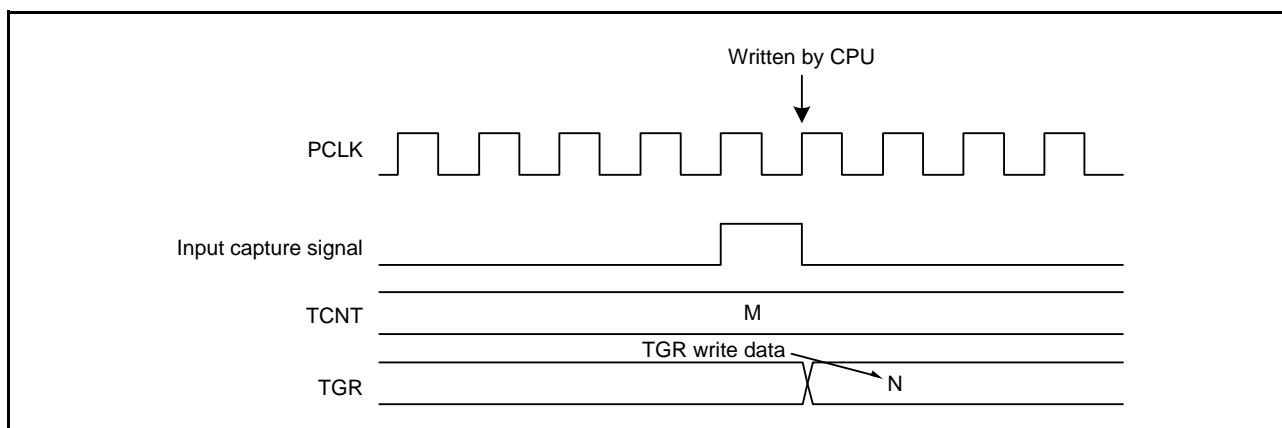 Written by CPU
PCLK
Input capture signal
TCNT
M
TGR write data
TGR
N